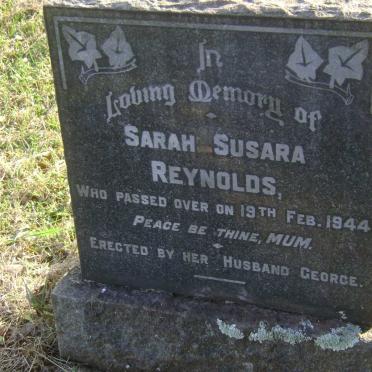 In
Loving Memory of
SARAH SUSARA
REYNOLDS,
WHO PASSED OVER ON 19TH FEB. 1944
PEACE BE THINE, MUM.
ERECTED BY HER HUSBAND GEORGE.